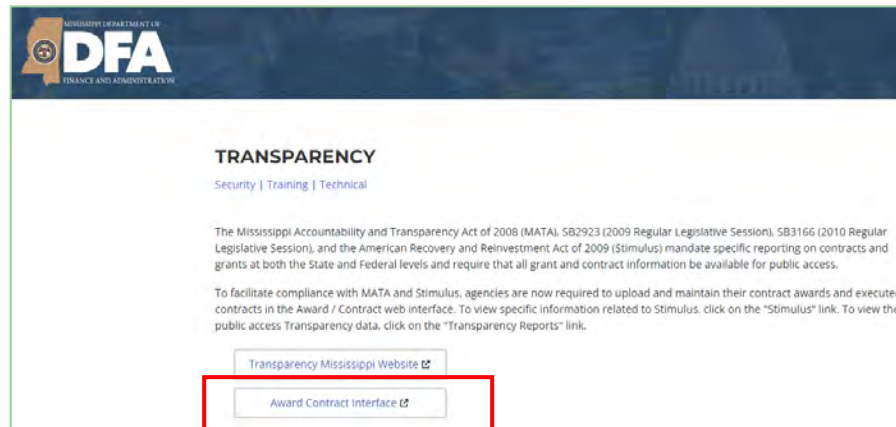 MISSISSIPPI DEPARTMENT OF
DFA
FINANCE AND ADMINISTRATION
TRANSPARENCY
Security | Training | Technical
The Mississippi Accountability and Transparency Act of 2008 (MATA), SB2923 (2009 Regular Legislative Session), SB3166 (2010 Regular
Legislative Session), and the American Recovery and Reinvestment Act of 2009 (Stimulus) mandate specific reporting on contracts and
grants at both the State and Federal levels and require that all grant and contract information be available for public access.
To facilitate compliance with MATA and Stimulus, agencies are now required to upload and maintain their contract awards and execute
contracts in the Award / Contract web interface. To view specific information related to Stimulus, click on the "Stimulus" link. To view the
public access Transparency data, click on the "Transparency Reports" link.
Transparency Mississippi Website
Award Contract Interface